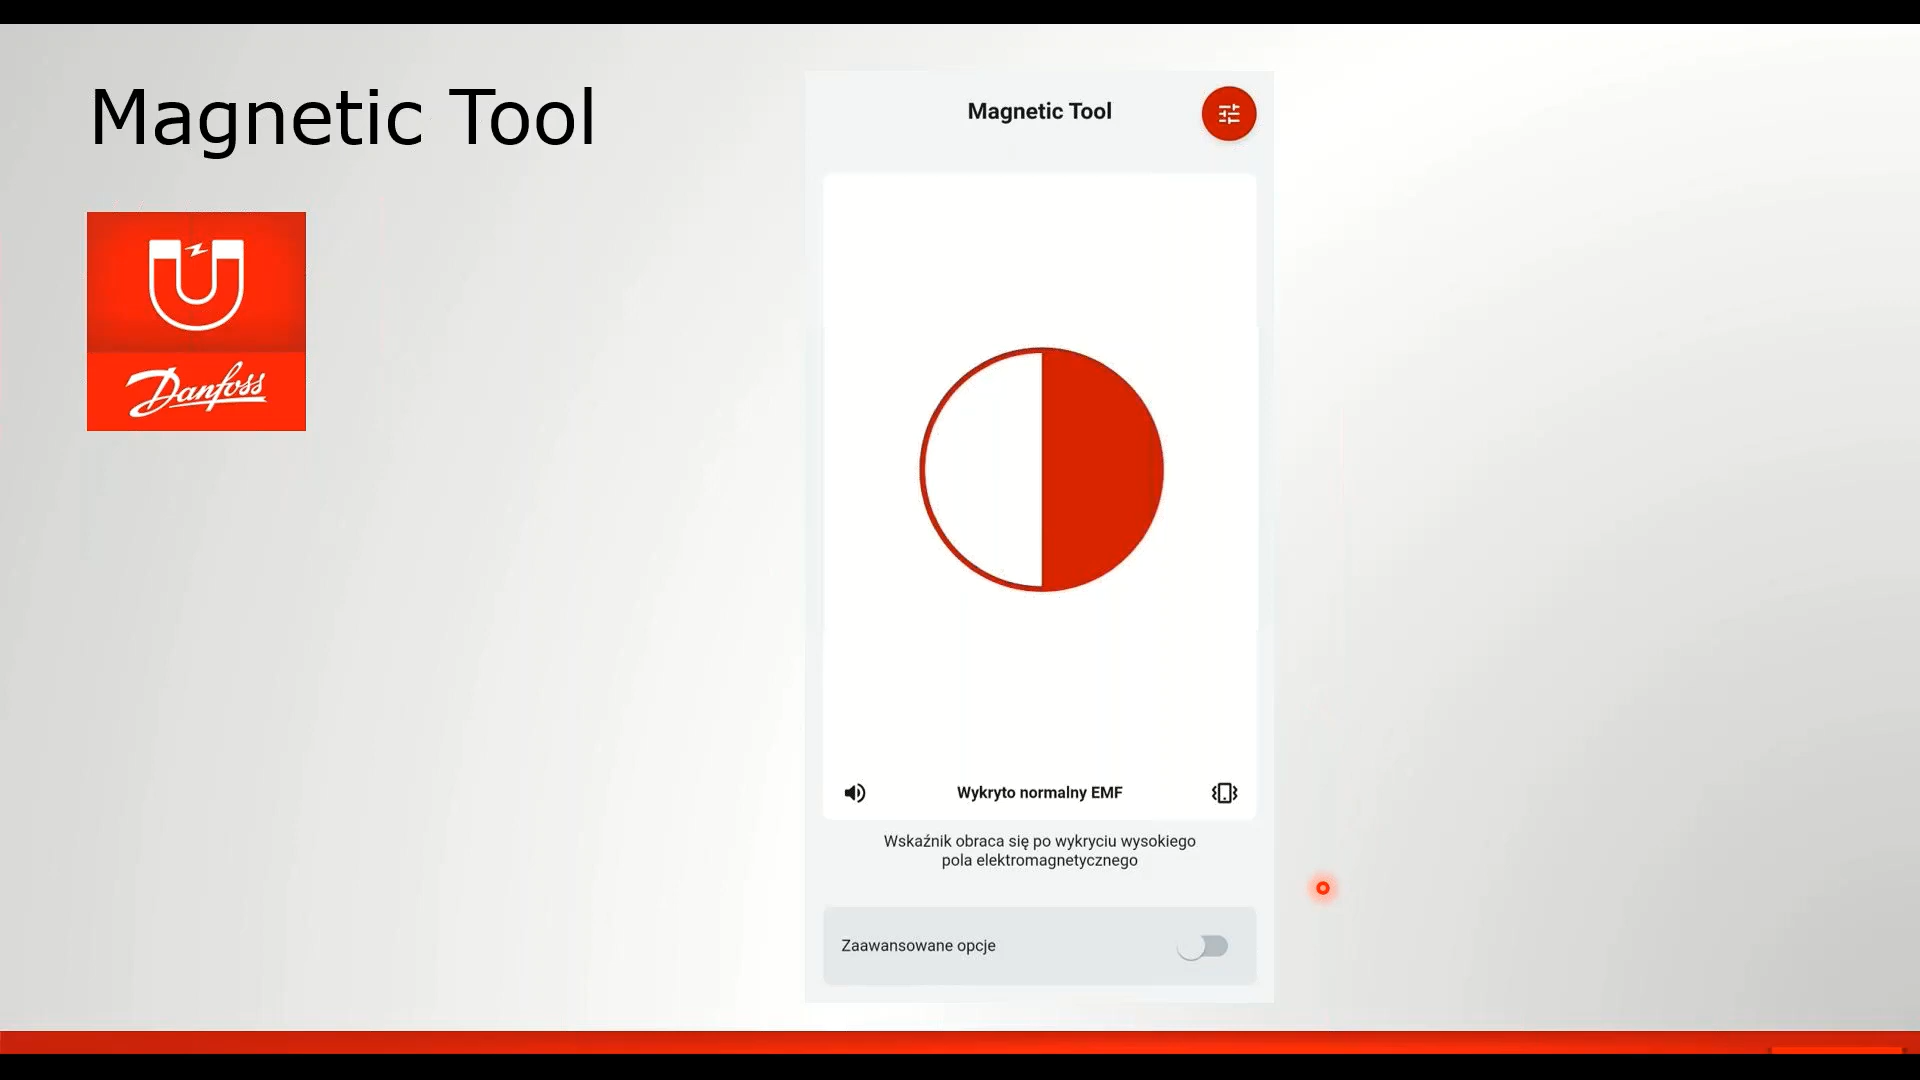 Magnetic Tool
Danfoss
Magnetic Tool
Wykryto normalny EMF
Wskaźnik obraca się po wykryciu wysokiego
pola elektromagnetycznego
Zaawansowane opcje